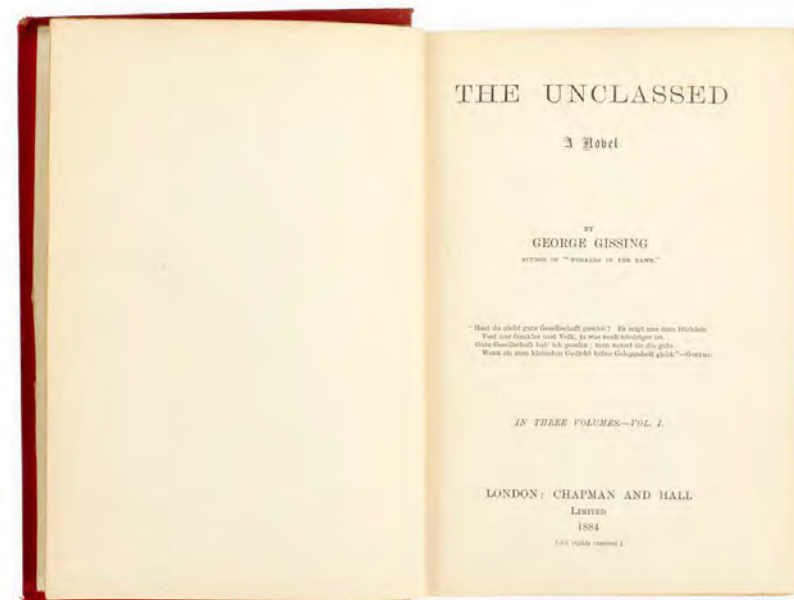 THE UNCLASSED
A Novel
BY
GEORGE GISSING
AUTHOR OF "WORKERS IN THE DAWN."
"Hast du nicht gute Gesellschaft gesehn? Es zeigt uns dein Büchlein
Fast nur Gaukler und Volk, ja was noch niedriger ist.
Gute Gesellschaft hab' ich gesehn; man nennt sie die gute
Wenn sie zum kleinsten Gedicht keine Gelegenheit giebt."—GOETHE.
IN THREE VOLUMES.—VOL. I.
LONDON: CHAPMAN AND HALL
LIMITED
1884
[All rights reserved.]